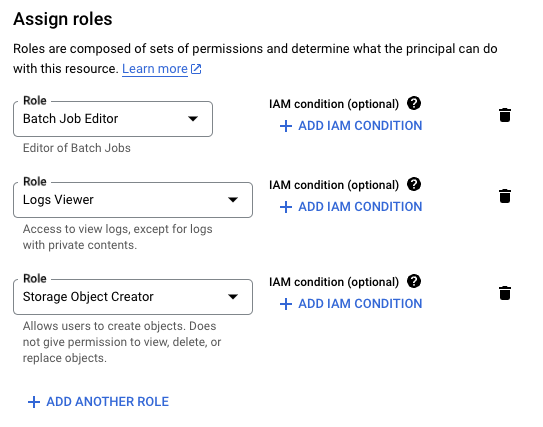 Assign roles
Roles are composed of sets of permissions and determine what the principal can do
with this resource. Learn more
Role
Batch Job Editor
Editor of Batch Jobs
IAM condition (optional)
ADD IAM CONDITION
Role
Logs Viewer
Access to view logs, except for logs
with private contents.
IAM condition (optional)
ADD IAM CONDITION
Role
Storage Object Creator
Allows users to create objects. Does
not give permission to view, delete, or
replace objects.
IAM condition (optional)
ADD IAM CONDITION
ADD ANOTHER ROLE